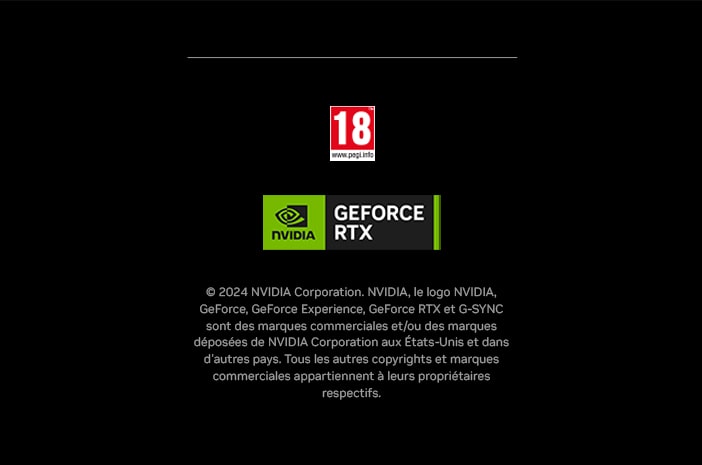 18
www.pegi.info
NVIDIA
GEFORCE
RTX
© 2024 NVIDIA Corporation. NVIDIA, le logo NVIDIA,
GeForce, GeForce Experience, GeForce RTX et G-SYNC
sont des marques commerciales et/ou des marques
déposées de NVIDIA Corporation aux États-Unis et dans
d'autres pays. Tous les autres copyrights et marques
commerciales appartiennent à leurs propriétaires
respectifs.